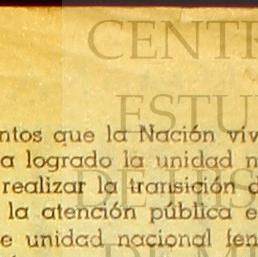 CENT
ESTU
ntos que la Nación viv
a logrado la unidad n
realizar la transición d
la atención pública e
e unidad nacional